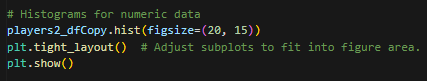 # Histograms for numeric data
players2_dfCopy.hist(figsize=(20, 15))
plt.tight_layout()  # Adjust subplots to fit into figure area.
plt.show()